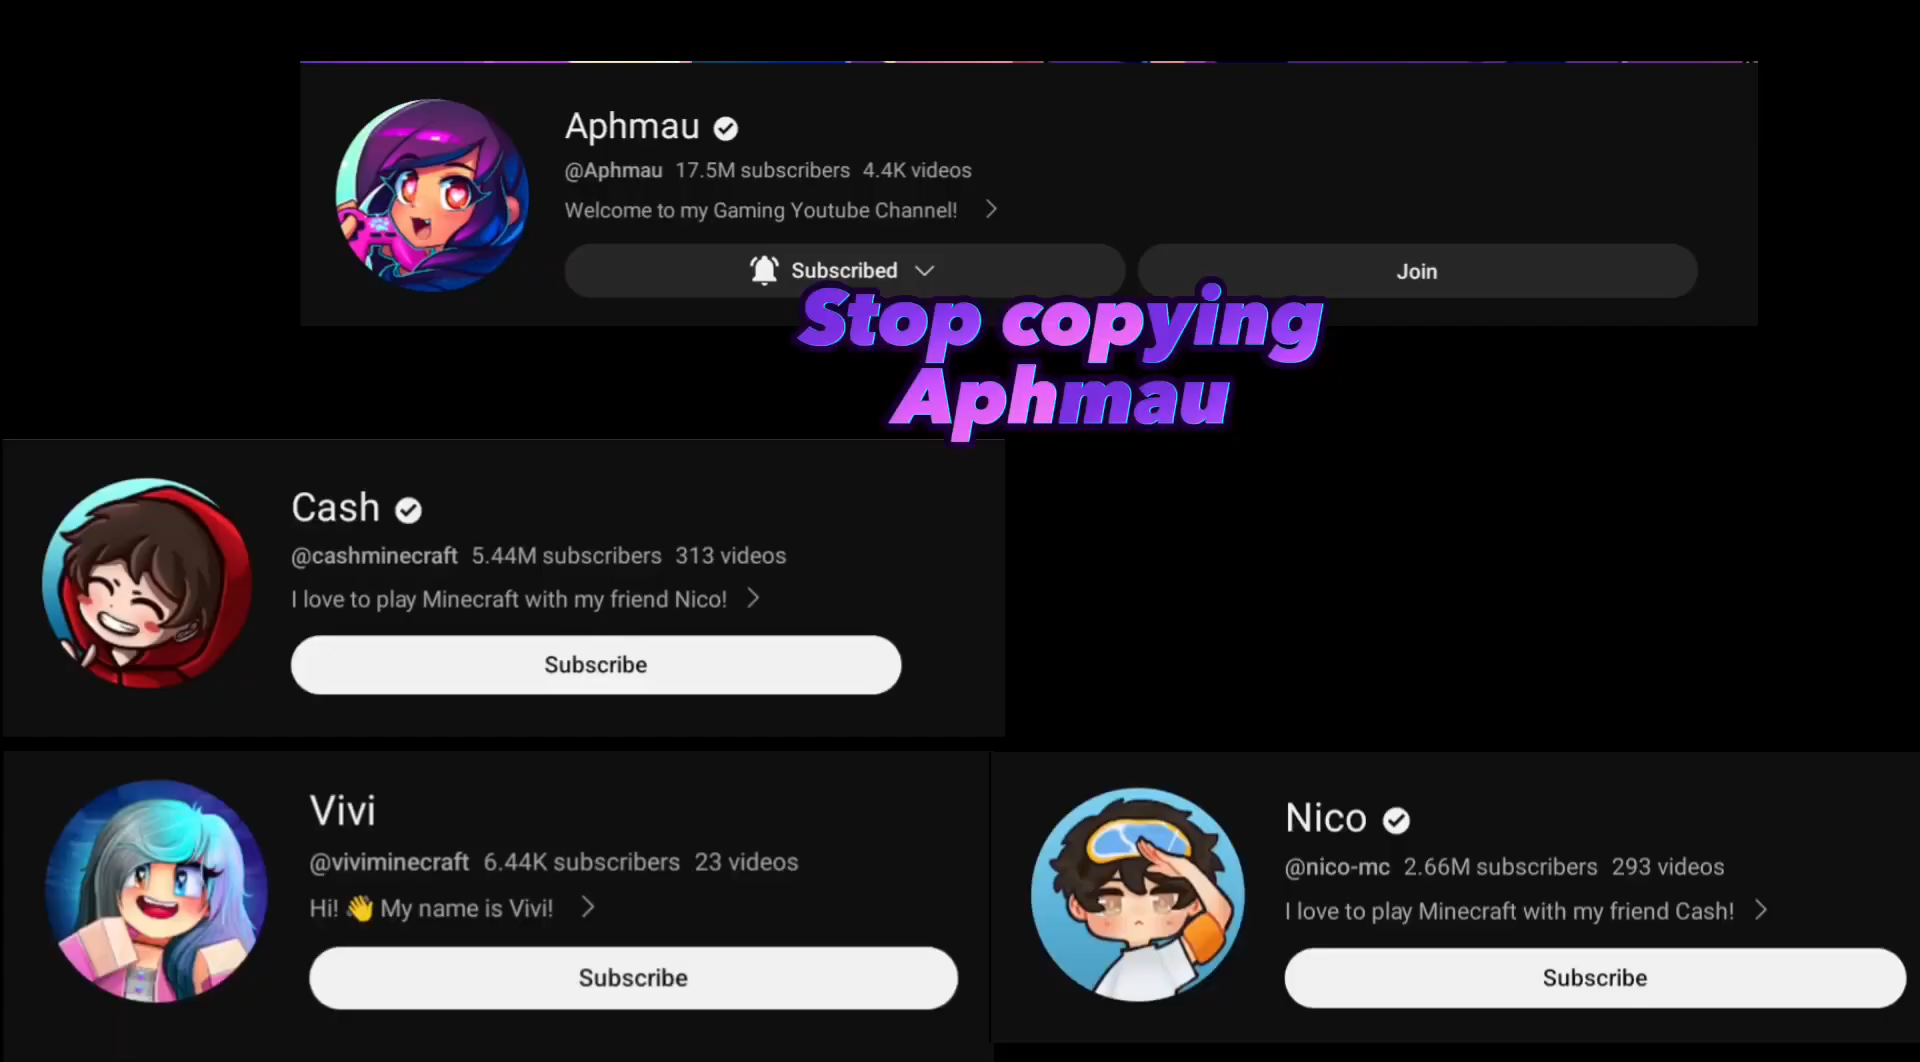 Aphmau
@Aphmau 17.5M subscribers 4.4K videos
Welcome to my Gaming Youtube Channel!
Subscribed
Join
Stop copying
Aphmau
Cash
@cashminecraft 5.44M subscribers 313 videos
I love to play Minecraft with my friend Nico!
Subscribe
Vivi
@viviminecraft 6.44K subscribers 23 videos
Hi! 👋 My name is Vivi!
Subscribe
Nico
@nico-mc 2.66M subscribers 293 videos
I love to play Minecraft with my friend Cash!
Subscribe